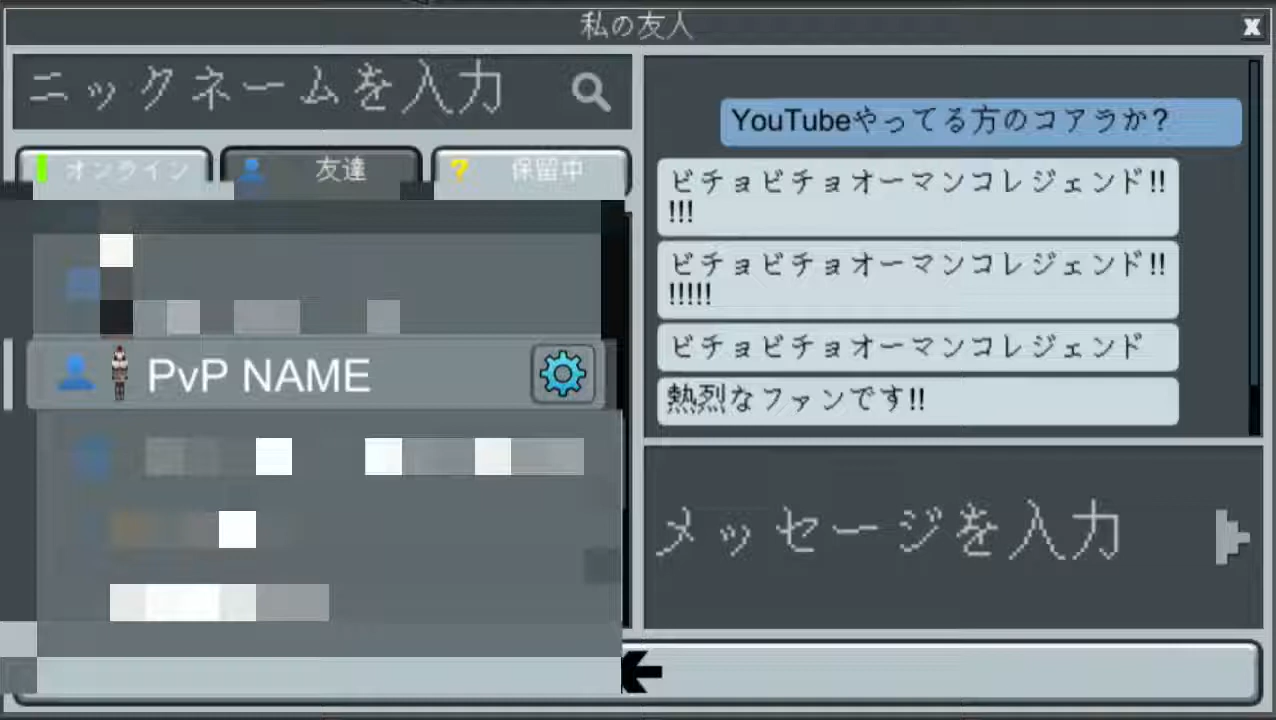 私の友人
X
ニックネームを入力
オンライン
友達
?
保留中
PvP NAME
YouTubeやってる方のコアラか?
ビチョビチョオーマンコレジェンド!!
!!!
ビチョビチョオーマンコレジェンド!!
!!!!!
ビチョビチョオーマンコレジェンド
熱烈なファンです!!
メッセージを入力